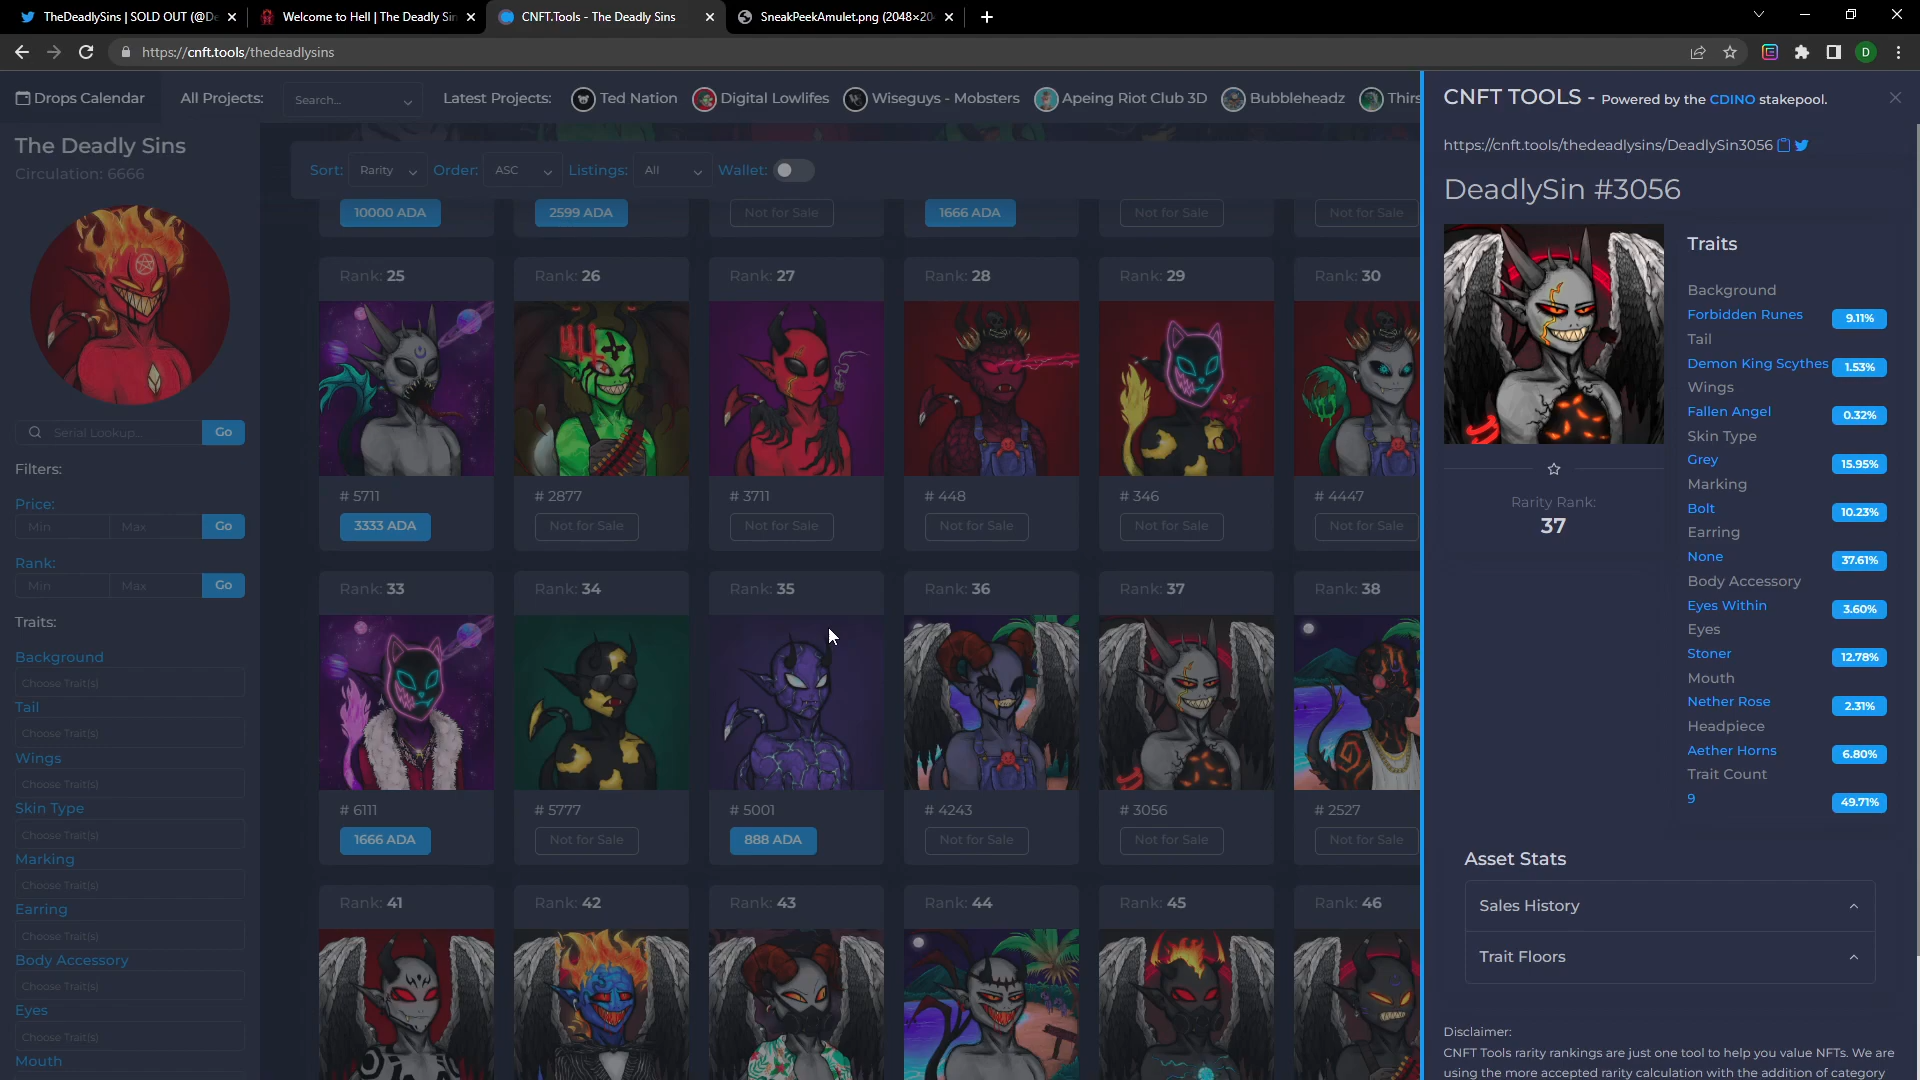 TheDeadlySins | SOLD OUT (@De
Welcome to Hell | The Deadly Sin
CNFT.Tools - The Deadly Sins
SneakPeekAmulet.png (2048×20
https://cnft.tools/thedeadlysins
D
Drops Calendar
All Projects:
Search...
Latest Projects:
Ted Nation
Digital Lowlifes
Wiseguys - Mobsters
Apeing Riot Club 3D
Bubbleheadz
Thirs
CNFT TOOLS - Powered by the CDINO stakepool.
The Deadly Sins
Circulation: 6666
Serial Lookup...
Go
Filters:
Price:
Min
Max
Go
Rank:
Min
Max
Go
Traits:
Background
Choose Trait(s)
Tail
Choose Trait(s)
Wings
Choose Trait(s)
Skin Type
Choose Trait(s)
Marking
Choose Trait(s)
Earring
Choose Trait(s)
Body Accessory
Choose Trait(s)
Eyes
Choose Trait(s)
Mouth
Sort: Rarity Order: ASC Listings: All Wallet:
10000 ADA
2599 ADA
Not for Sale
1666 ADA
Not for Sale
Not for Sale
Rank: 25
Rank: 26
Rank: 27
Rank: 28
Rank: 29
Rank: 30
# 5711
# 2877
# 3711
# 448
# 346
# 4447
3333 ADA
Not for Sale
Not for Sale
Not for Sale
Not for Sale
Not for Sale
Rank: 33
Rank: 34
Rank: 35
Rank: 36
Rank: 37
Rank: 38
# 6111
# 5777
# 5001
# 4243
# 3056
# 2527
1666 ADA
Not for Sale
888 ADA
Not for Sale
Not for Sale
Not for Sale
Rank: 41
Rank: 42
Rank: 43
Rank: 44
Rank: 45
Rank: 46
https://cnft.tools/thedeadlysins/DeadlySin3056
DeadlySin #3056
Rarity Rank:
37
Traits
Background
Forbidden Runes 9.11%
Tail
Demon King Scythes 1.53%
Wings
Fallen Angel 0.32%
Skin Type
Grey 15.95%
Marking
Bolt 10.23%
Earring
None 37.61%
Body Accessory
Eyes Within 3.60%
Eyes
Stoner 12.78%
Mouth
Nether Rose 2.31%
Headpiece
Aether Horns 6.80%
Trait Count
9 49.71%
Asset Stats
Sales History
Trait Floors
Disclaimer:
CNFT Tools rarity rankings are just one tool to help you value NFTs. We are
using the more accepted rarity calculation with the addition of category